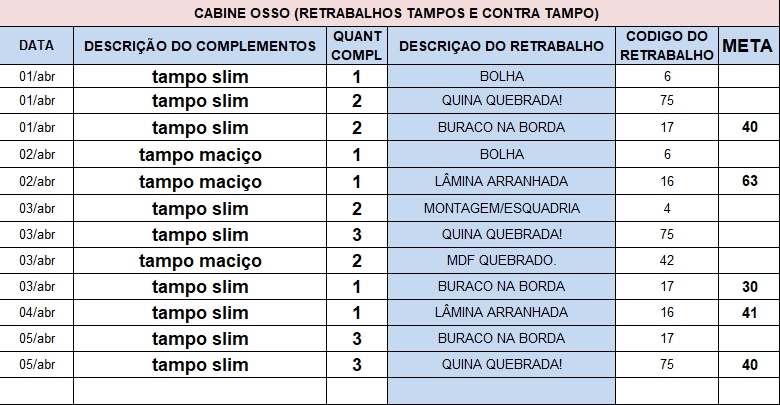 CABINE OSSO (RETRABALHOS TAMPOS E CONTRA TAMPO)
DATA DESCRIÇÃO DO COMPLEMENTOS QUANT COMPL DESCRIÇAO DO RETRABALHO CODIGO DO RETRABALHO META
01/abr tampo slim 1 BOLHA 6
01/abr tampo slim 2 QUINA QUEBRADA! 75
01/abr tampo slim 2 BURACO NA BORDA 17 40
02/abr tampo maciço 1 BOLHA 6
02/abr tampo maciço 1 LÂMINA ARRANHADA 16 63
03/abr tampo slim 2 MONTAGEM/ESQUADRIA 4
03/abr tampo slim 3 QUINA QUEBRADA! 75
03/abr tampo maciço 2 MDF QUEBRADO. 42
03/abr tampo slim 1 BURACO NA BORDA 17 30
04/abr tampo slim 1 LÂMINA ARRANHADA 16 41
05/abr tampo slim 3 BURACO NA BORDA 17
05/abr tampo slim 3 QUINA QUEBRADA! 75 40